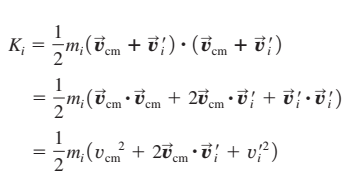 K_i = \frac{1}{2} m_i(\vec{v}_{cm} + \vec{v}_i') \cdot (\vec{v}_{cm} + \vec{v}_i')
= \frac{1}{2} m_i(\vec{v}_{cm} \cdot \vec{v}_{cm} + 2\vec{v}_{cm} \cdot \vec{v}_i' + \vec{v}_i' \cdot \vec{v}_i')
= \frac{1}{2} m_i(v_{cm}^2 + 2\vec{v}_{cm} \cdot \vec{v}_i' + v_i'^2)